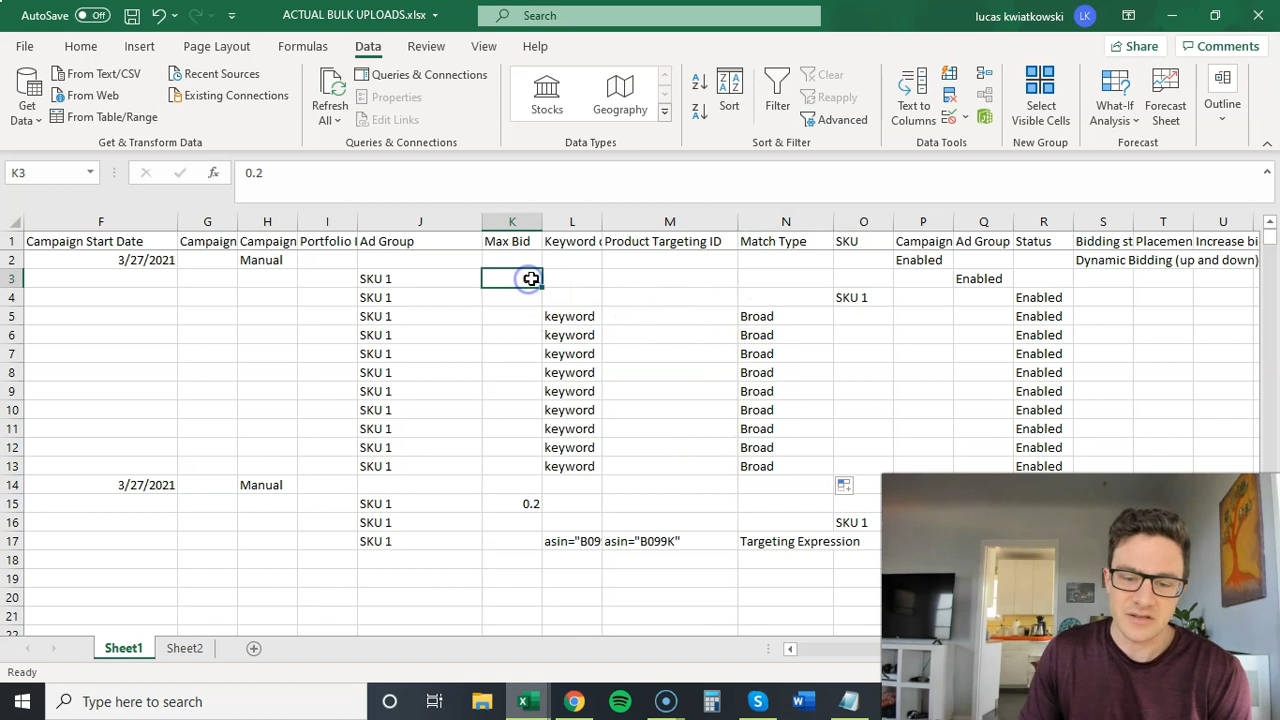 AutoSave Off ACTUAL BULK UPLOADS.xlsx Search lucas kwiatkowski LK
File Home Insert Page Layout Formulas Data Review View Help Share Comments
Get Data From Text/CSV From Web From Table/Range Recent Sources Existing Connections
Get & Transform Data
Refresh All Queries & Connections Properties Edit Links
Queries & Connections
Stocks Geography
Data Types
Sort Filter Clear Reapply Advanced
Sort & Filter
Text to Columns
Data Tools
Select Visible Cells
New Group
What-If Analysis Forecast Sheet
Forecast
Outline
K3 fx 0.2
F G H I J K L M N O P Q R S T U
1 Campaign Start Date Campaign Campaign Portfolio I Ad Group Max Bid Keyword o Product Targeting ID Match Type SKU Campaign Ad Group Status Bidding st Placemen Increase bi
2 3/27/2021 Manual Enabled Dynamic Bidding (up and down)
3 SKU 1 Enabled
4 SKU 1 SKU 1 Enabled
5 SKU 1 keyword Broad Enabled
6 SKU 1 keyword Broad Enabled
7 SKU 1 keyword Broad Enabled
8 SKU 1 keyword Broad Enabled
9 SKU 1 keyword Broad Enabled
10 SKU 1 keyword Broad Enabled
11 SKU 1 keyword Broad Enabled
12 SKU 1 keyword Broad Enabled
13 SKU 1 keyword Broad Enabled
14 3/27/2021 Manual
15 SKU 1 0.2
16 SKU 1 SKU 1
17 SKU 1 asin="B09 asin="B099K" Targeting Expression
18
19
20
21
22
Sheet1 Sheet2
Ready
Type here to search